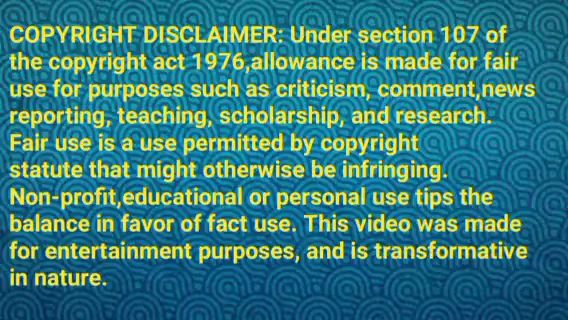 COPYRIGHT DISCLAIMER: Under section 107 of
the copyright act 1976,allowance is made for fair
use for purposes such as criticism, comment,news
reporting, teaching, scholarship, and research.
Fair use is a use permitted by copyright
statute that might otherwise be infringing.
Non-profit,educational or personal use tips the
balance in favor of fact use. This video was made
for entertainment purposes, and is transformative
in nature.